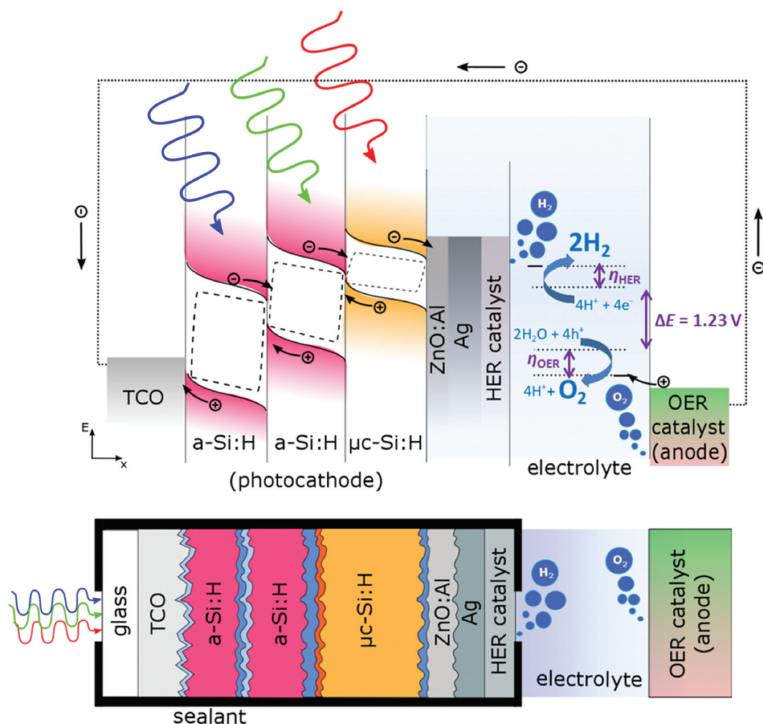 ⊖
⊖
⊖
⊖
⊖
⊖
⊕
⊕
⊕
⊕
H₂
2H₂
ηHER
4H⁺ + 4e⁻
ΔE = 1.23 V
2H₂O + 4h⁺
ηOER
4H⁺ + O₂
O₂
TCO
ZnO:Al
Ag
HER catalyst
OER
catalyst
(anode)
E
x
a-Si:H
a-Si:H
μc-Si:H
(photocathode)
electrolyte
glass
TCO
a-Si:H
a-Si:H
μc-Si:H
ZnO:Al
Ag
HER catalyst
H₂
O₂
electrolyte
OER catalyst
(anode)
sealant